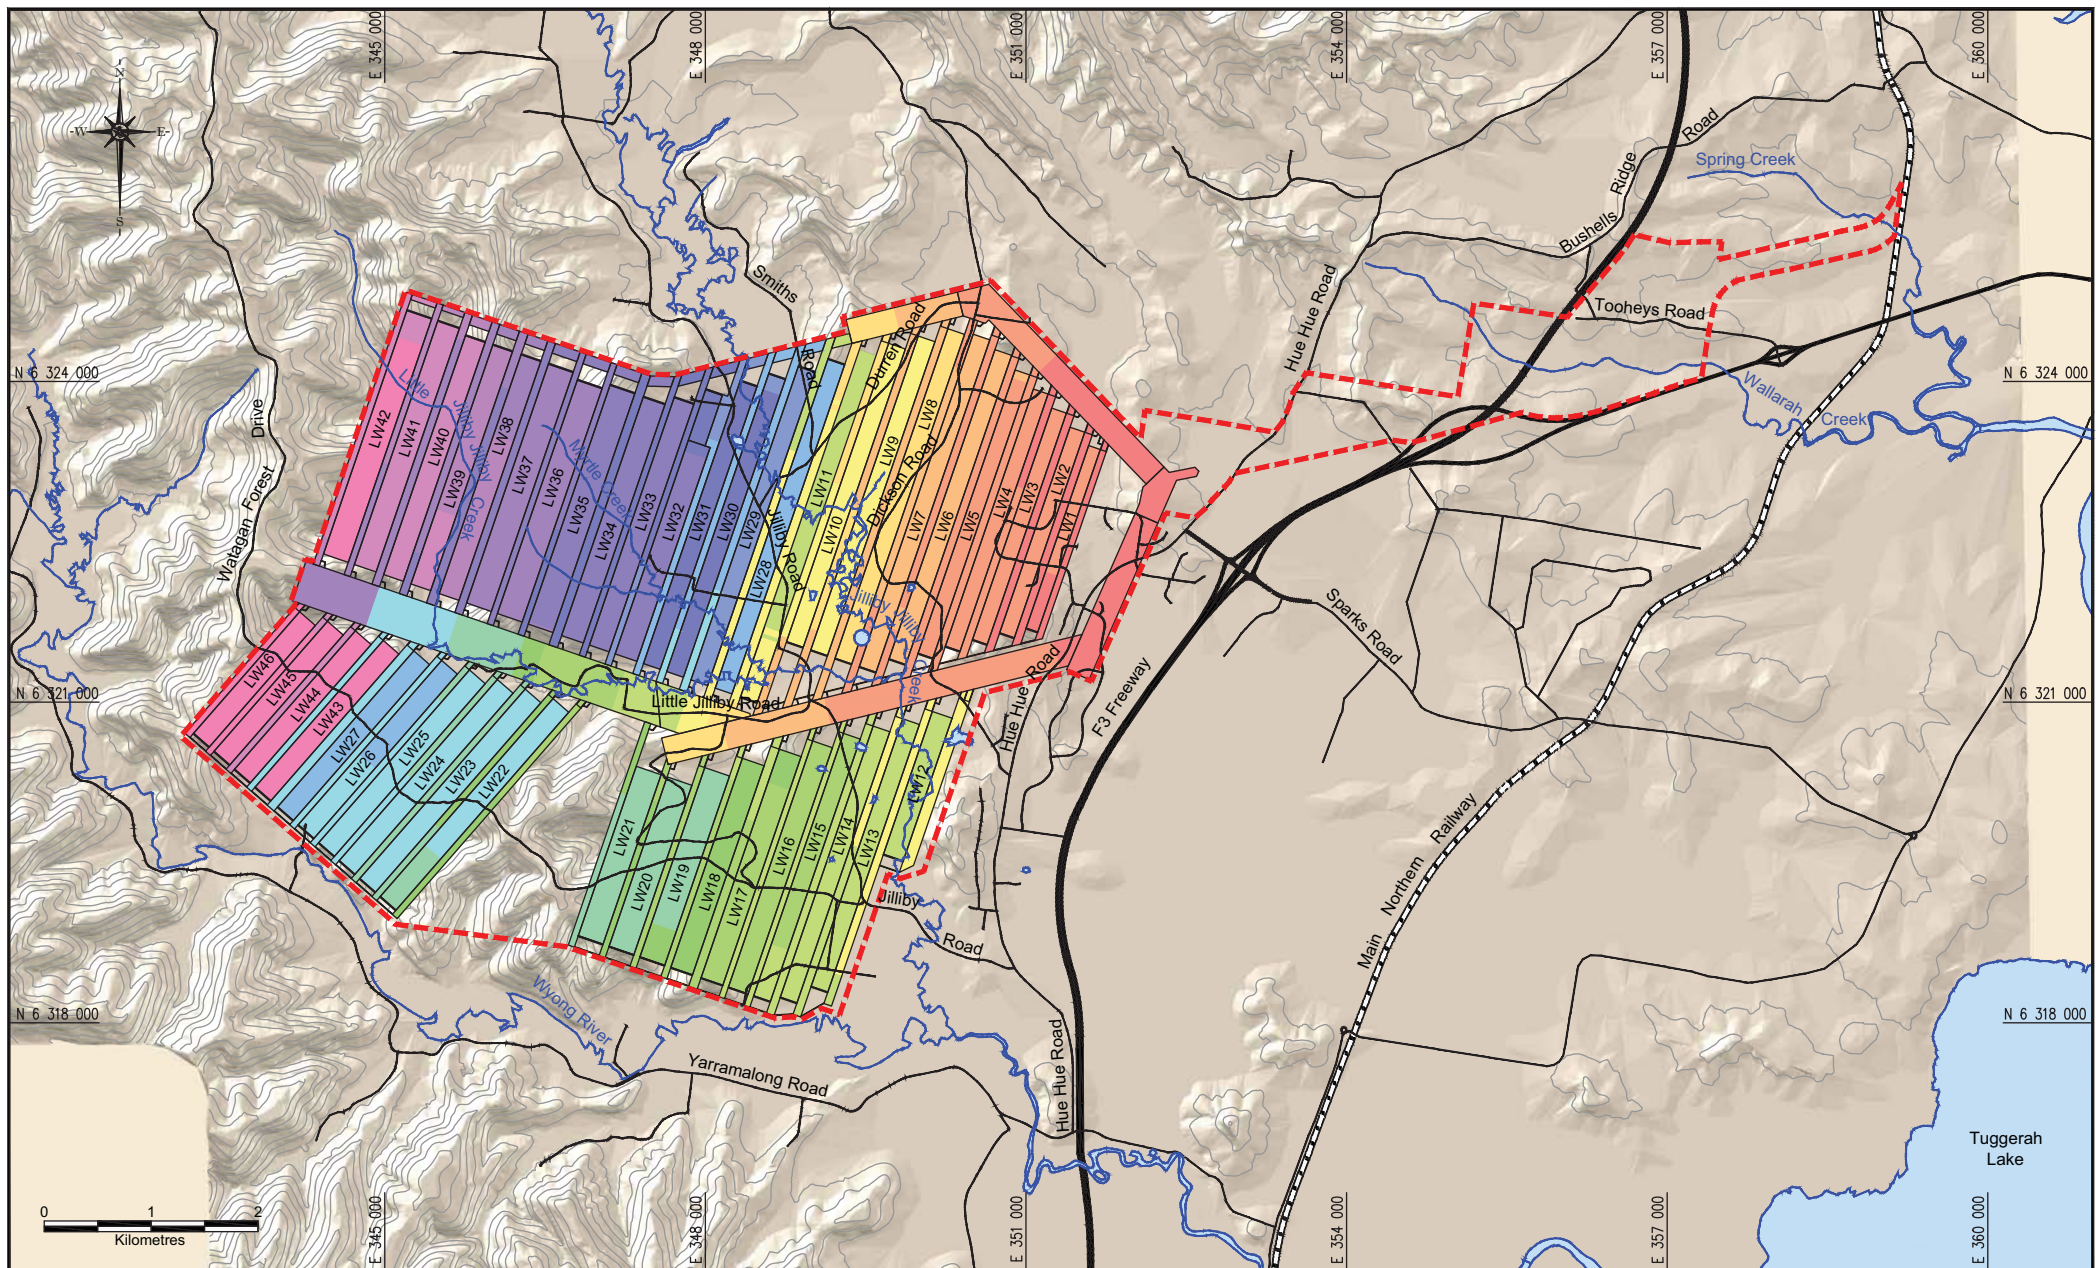 E 345 000
E 348 000
E 351 000
E 354 000
E 357 000
E 360 000
N
W
E
S
Bushells
Ridge
Road
Spring Creek
Smiths
Road
Hue Hue Road
Tooheys Road
N 6 324 000
N 6 324 000
Durren Road
Wallarah
Creek
Watagan Forest
Drive
Little
Jilliby Jilliby
Creek
Myrtle Creek
Dickson Road
Jilliby Road
Jilliby Jilliby
Creek
LW42
LW41
LW40
LW39
LW38
LW37
LW36
LW35
LW34
LW33
LW32
LW31
LW30
LW29
LW28
LW11
LW10
LW9
LW8
LW7
LW6
LW5
LW4
LW3
LW2
LW1
Sparks Road
N 6 321 000
N 6 321 000
Little Jilliby Road
Hue Hue Road
F3 Freeway
LW46
LW45
LW44
LW43
LW27
LW26
LW25
LW24
LW23
LW22
LW21
LW20
LW19
LW18
LW17
LW16
LW15
LW14
LW13
LW12
Jilliby
Road
Main
Northern
Railway
N 6 318 000
N 6 318 000
Wyong River
Yarramalong Road
Hue Hue Road
Tuggerah
Lake
0
1
2
Kilometres
E 345 000
E 348 000
E 351 000
E 354 000
E 357 000
E 360 000